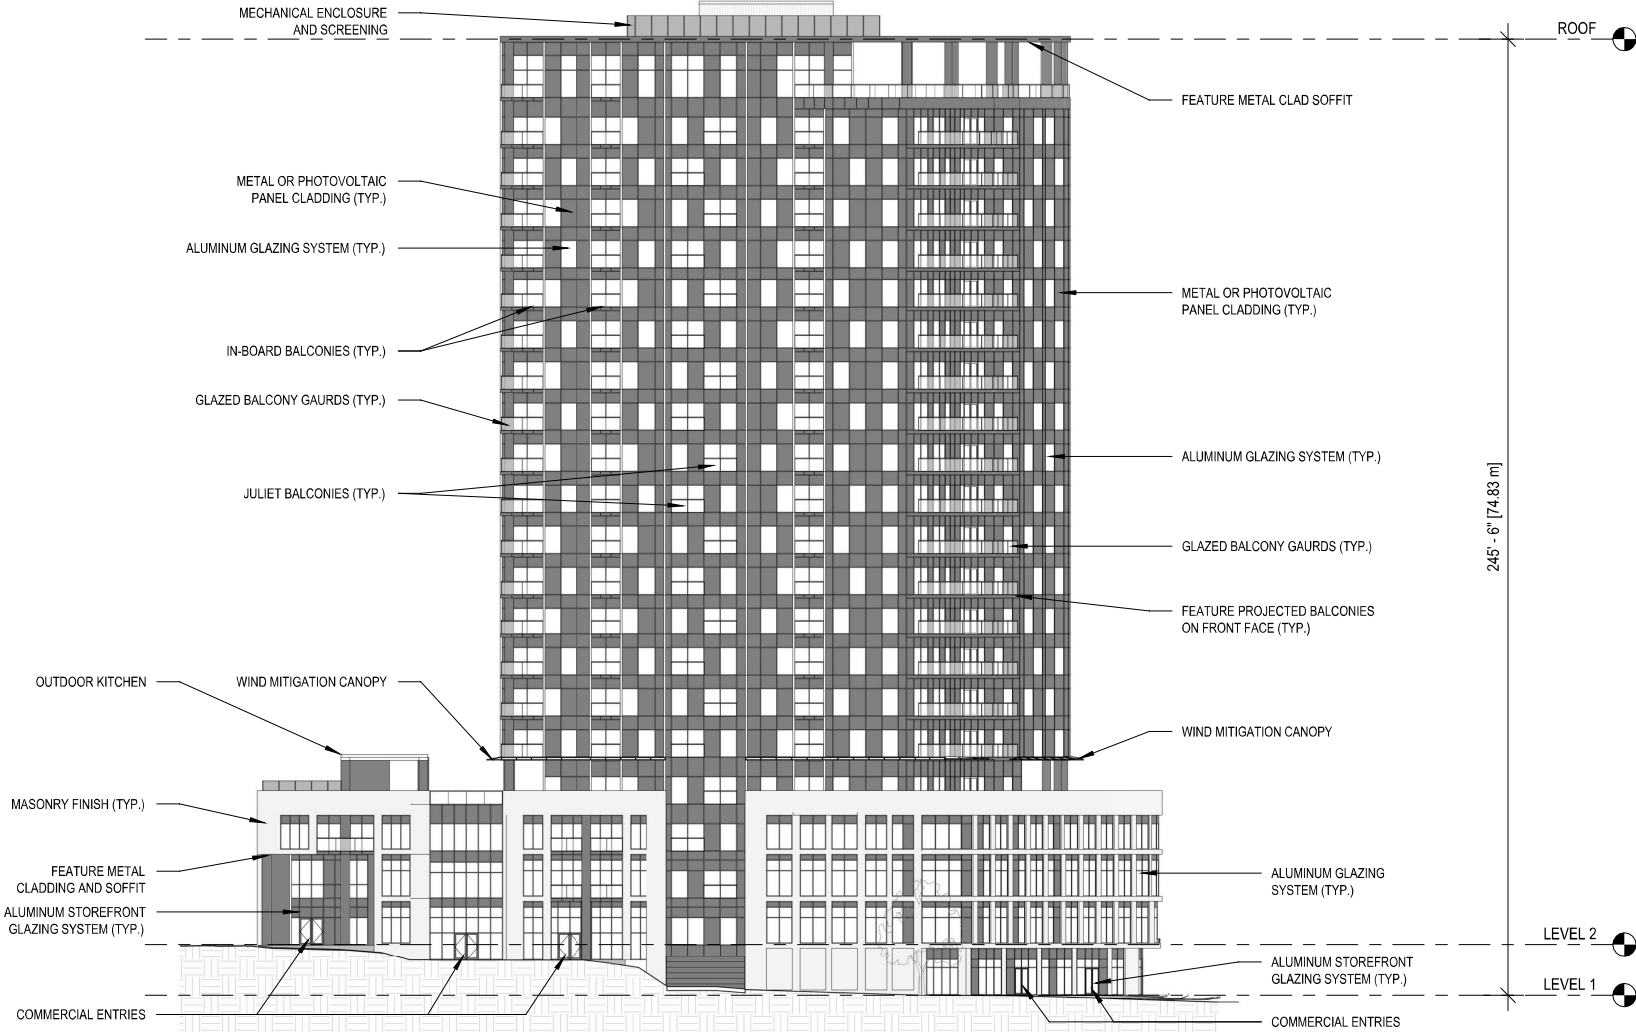 MECHANICAL ENCLOSURE
AND SCREENING
METAL OR PHOTOVOLTAIC
PANEL CLADDING (TYP.)
ALUMINUM GLAZING SYSTEM (TYP.)
IN-BOARD BALCONIES (TYP.)
GLAZED BALCONY GAURDS (TYP.)
JULIET BALCONIES (TYP.)
OUTDOOR KITCHEN
WIND MITIGATION CANOPY
MASONRY FINISH (TYP.)
FEATURE METAL
CLADDING AND SOFFIT
ALUMINUM STOREFRONT
GLAZING SYSTEM (TYP.)
COMMERCIAL ENTRIES
ROOF
FEATURE METAL CLAD SOFFIT
METAL OR PHOTOVOLTAIC
PANEL CLADDING (TYP.)
ALUMINUM GLAZING SYSTEM (TYP.)
GLAZED BALCONY GAURDS (TYP.)
FEATURE PROJECTED BALCONIES
ON FRONT FACE (TYP.)
WIND MITIGATION CANOPY
245' - 6" [74.83 m]
ALUMINUM GLAZING
SYSTEM (TYP.)
LEVEL 2
ALUMINUM STOREFRONT
GLAZING SYSTEM (TYP.)
LEVEL 1
COMMERCIAL ENTRIES